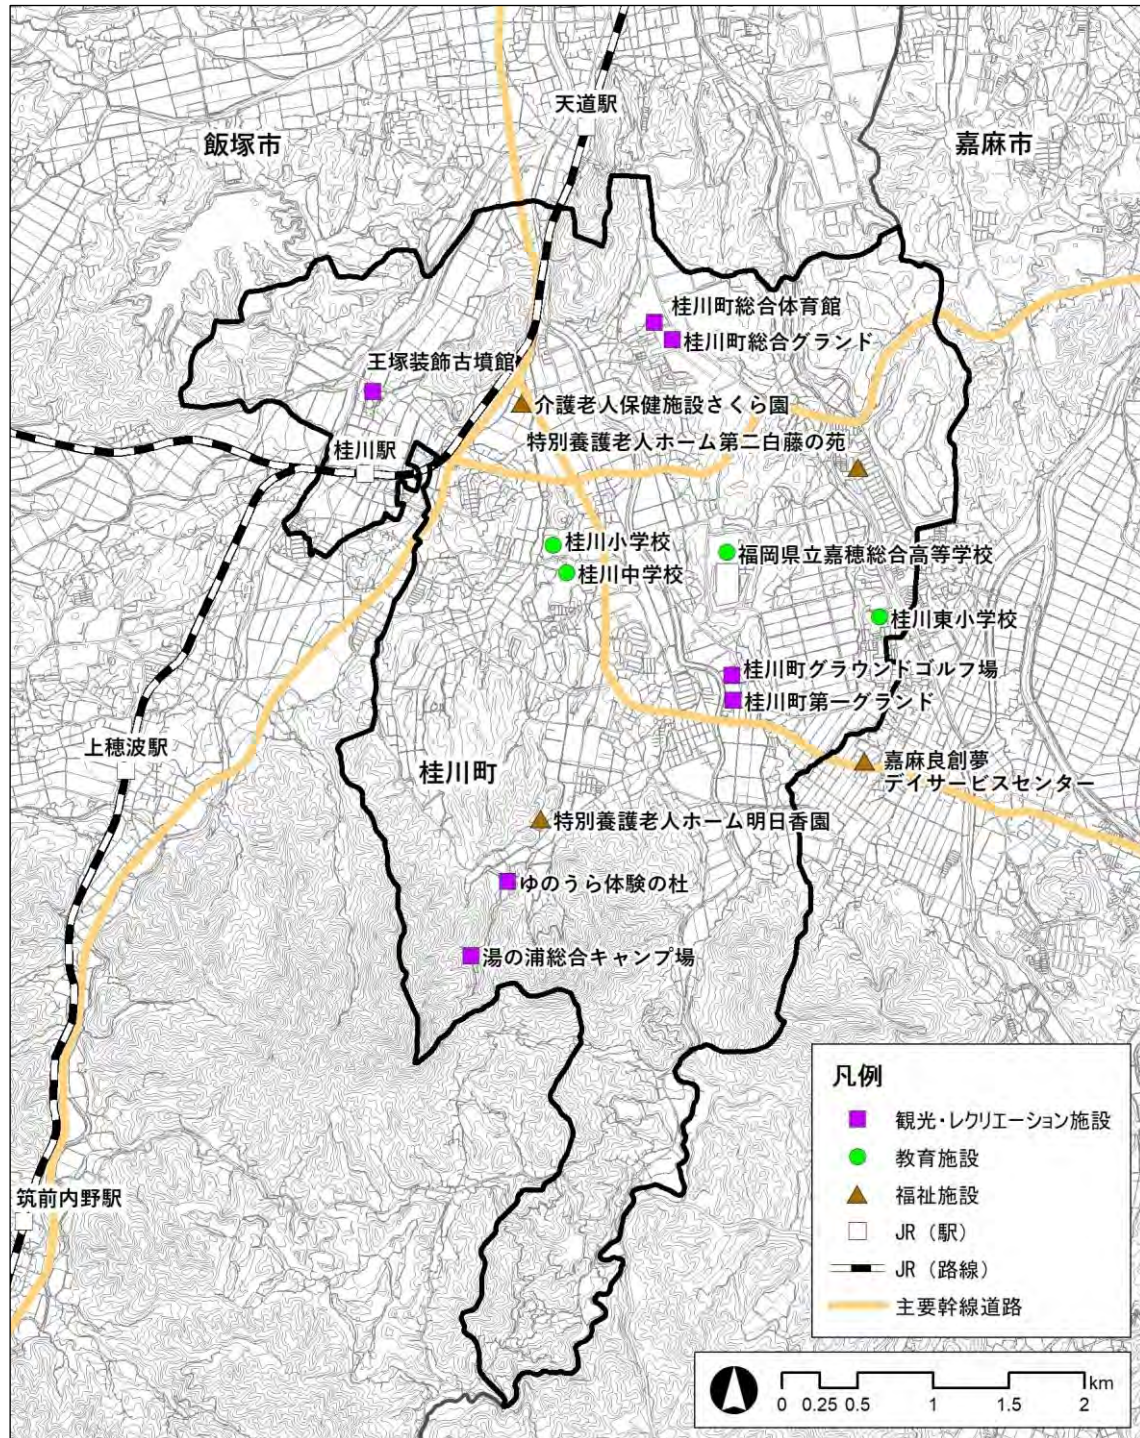 天道駅
飯塚市
嘉麻市
桂川町総合体育館
桂川町総合グランド
王塚装飾古墳館
介護老人保健施設さくら園
特別養護老人ホーム第二白藤の苑
桂川駅
桂川小学校
福岡県立嘉穂総合高等学校
桂川中学校
桂川東小学校
桂川町グラウンドゴルフ場
桂川町第一グランド
上穂波駅
桂川町
嘉麻良創夢
デイサービスセンター
特別養護老人ホーム明日香園
ゆのうら体験の杜
湯の浦総合キャンプ場
筑前内野駅
凡例
観光・レクリエーション施設
教育施設
福祉施設
JR（駅）
JR（路線）
主要幹線道路
km
0 0.25 0.5 1 1.5 2